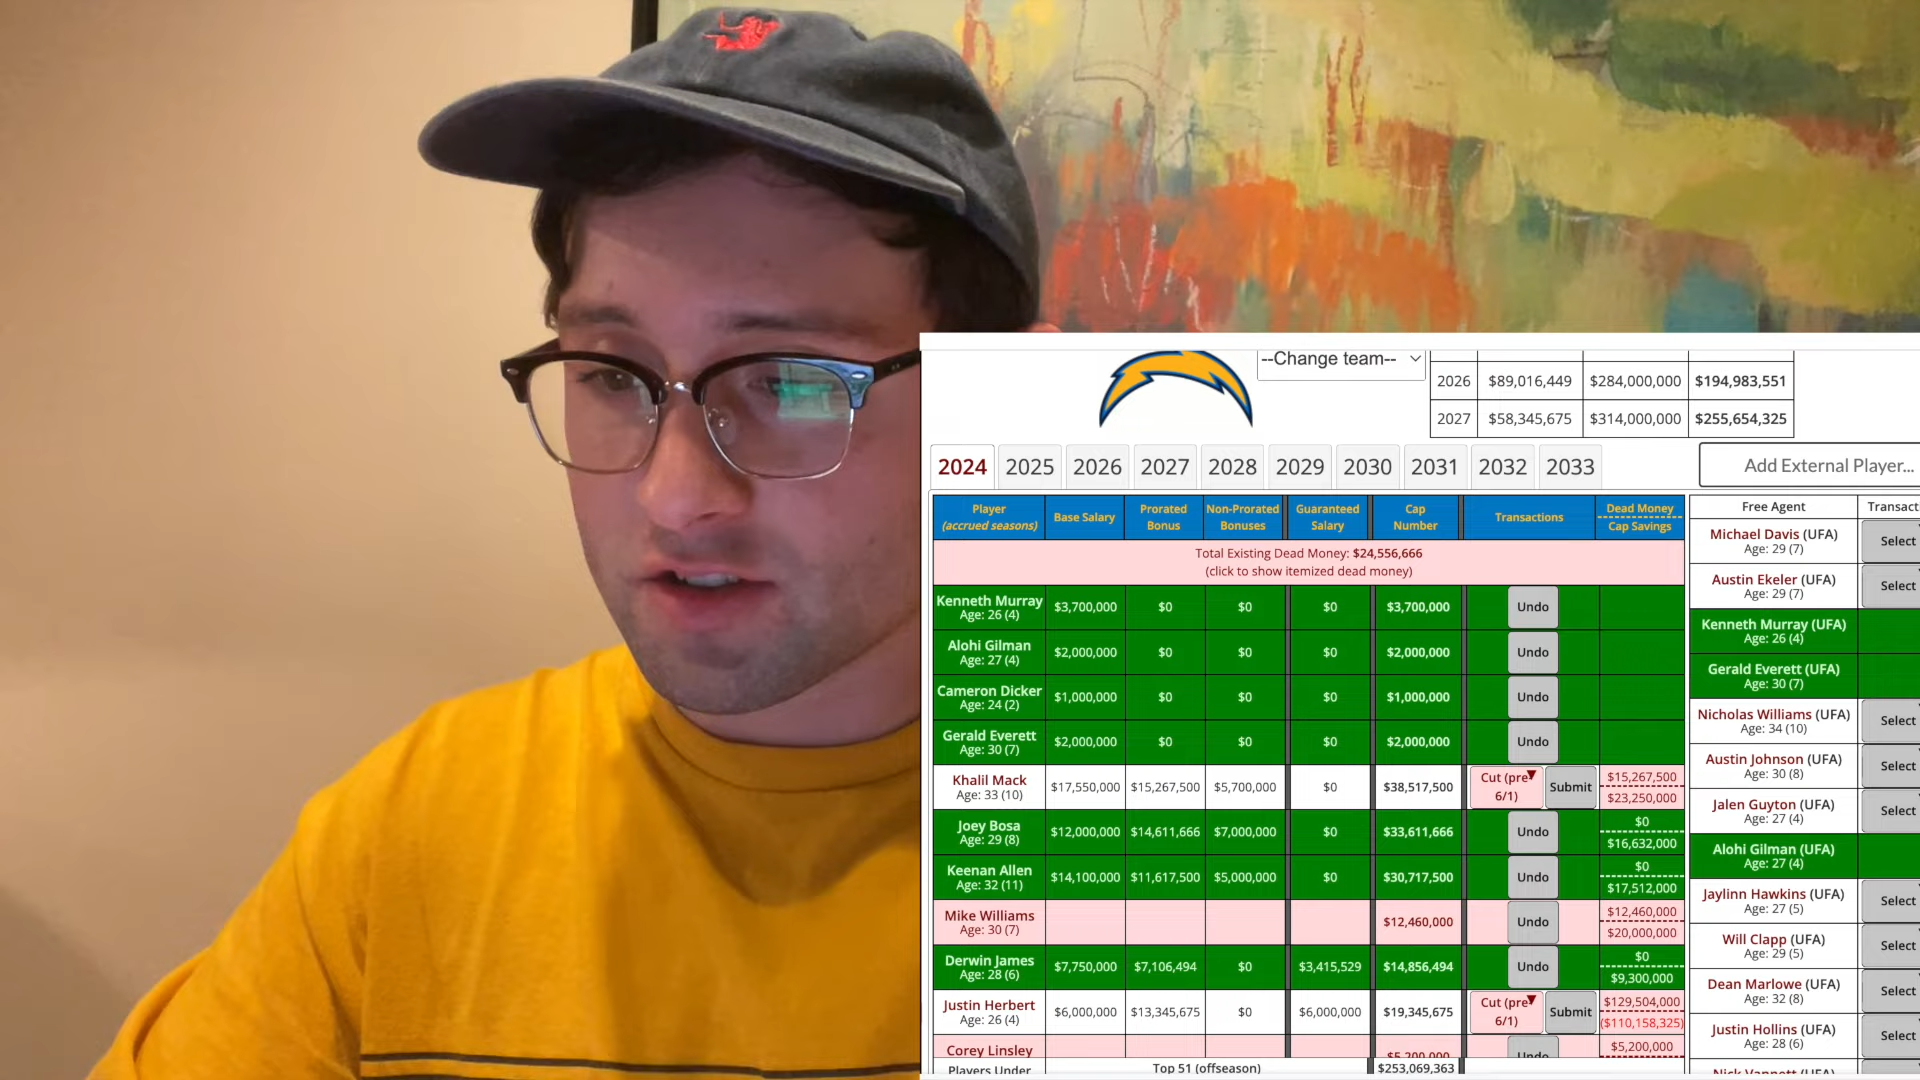 --Change team--
2026 $89,016,449 $284,000,000 $194,983,551
2027 $58,345,675 $314,000,000 $255,654,325
2024 2025 2026 2027 2028 2029 2030 2031 2032 2033
Add External Player...
Player (accrued seasons) Base Salary Prorated Bonus Non-Prorated Bonuses Guaranteed Salary Cap Number Transactions Dead Money Cap Savings
Total Existing Dead Money: $24,556,666
(click to show itemized dead money)
Kenneth Murray Age: 26 (4) $3,700,000 $0 $0 $0 $3,700,000 Undo
Alohi Gilman Age: 27 (4) $2,000,000 $0 $0 $0 $2,000,000 Undo
Cameron Dicker Age: 24 (2) $1,000,000 $0 $0 $0 $1,000,000 Undo
Gerald Everett Age: 30 (7) $2,000,000 $0 $0 $0 $2,000,000 Undo
Khalil Mack Age: 33 (10) $17,550,000 $15,267,500 $5,700,000 $0 $38,517,500 Cut (pre 6/1) Submit $15,267,500 $23,250,000
Joey Bosa Age: 29 (8) $12,000,000 $14,611,666 $7,000,000 $0 $33,611,666 Undo $0 $16,632,000
Keenan Allen Age: 32 (11) $14,100,000 $11,617,500 $5,000,000 $0 $30,717,500 Undo $0 $17,512,000
Mike Williams Age: 30 (7) $12,460,000 Undo $12,460,000 $20,000,000
Derwin James Age: 28 (6) $7,750,000 $7,106,494 $0 $3,415,529 $14,856,494 Undo $0 $9,300,000
Justin Herbert Age: 26 (4) $6,000,000 $13,345,675 $0 $6,000,000 $19,345,675 Cut (pre 6/1) Submit $129,504,000 ($110,158,325)
Corey Linsley $5,200,000 Undo $5,200,000
Players Under Top 51 (offseason) $253,069,363
Free Agent Transact
Michael Davis (UFA) Age: 29 (7) Select
Austin Ekeler (UFA) Age: 29 (7) Select
Kenneth Murray (UFA) Age: 26 (4)
Gerald Everett (UFA) Age: 30 (7)
Nicholas Williams (UFA) Age: 34 (10) Select
Austin Johnson (UFA) Age: 30 (8) Select
Jalen Guyton (UFA) Age: 27 (4) Select
Alohi Gilman (UFA) Age: 27 (4)
Jaylinn Hawkins (UFA) Age: 27 (5) Select
Will Clapp (UFA) Age: 29 (5) Select
Dean Marlowe (UFA) Age: 32 (8) Select
Justin Hollins (UFA) Age: 28 (6) Select
Nick Vannett (UFA)